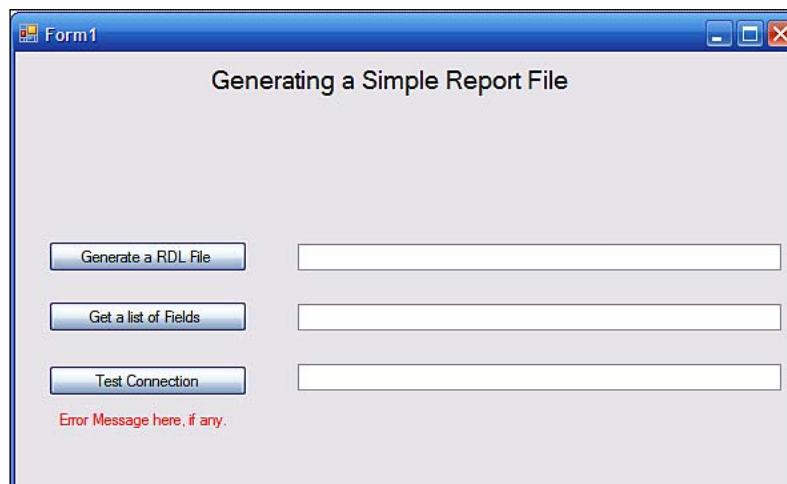 Form1
Generating a Simple Report File
Generate a RDL File
Get a list of Fields
Test Connection
Error Message here, if any.